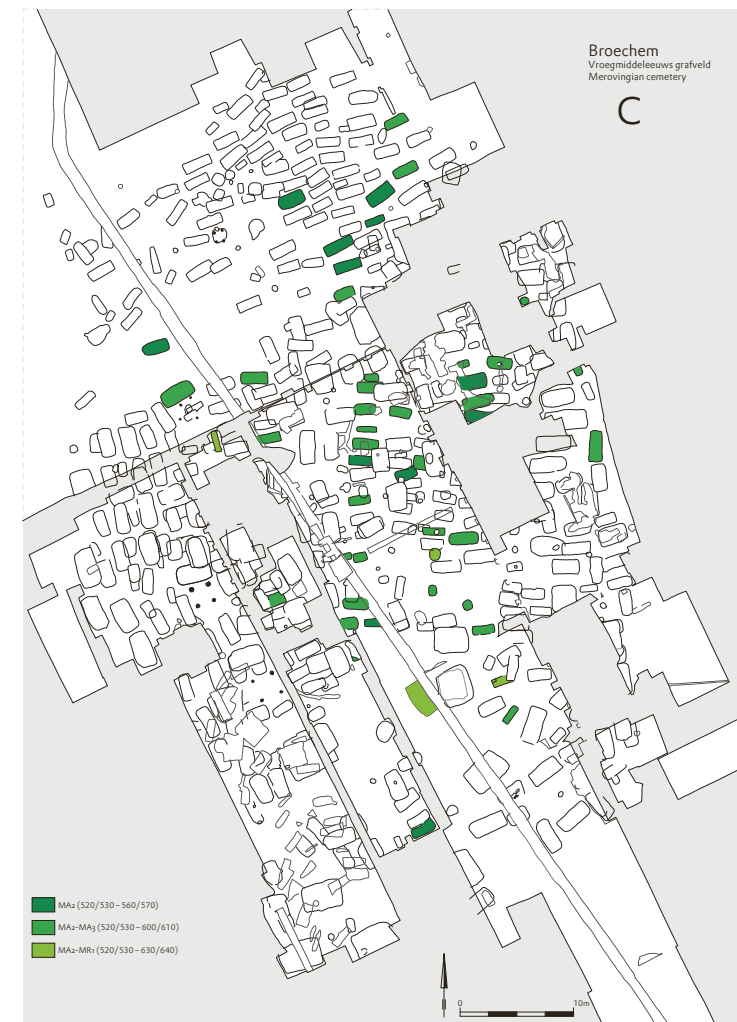 Broechem
Vroegmiddeleeuws grafveld
Merovingian cemetery
C
MA2 (520/530–560/570)
MA2-MA3 (520/530–600/610)
MA2-MR1 (520/530–630/640)
0 10m